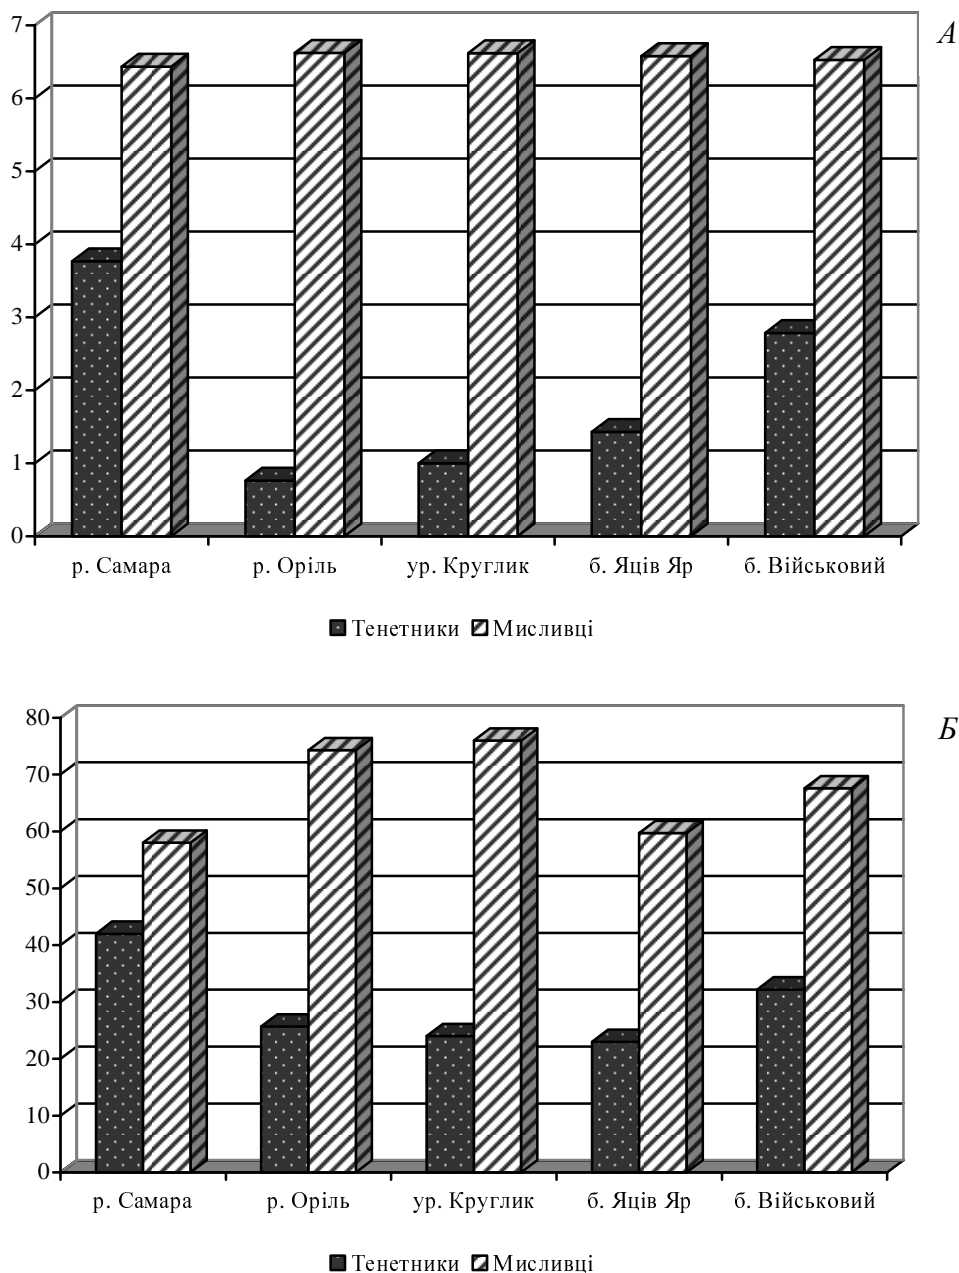 А
7
6
5
4
3
2
1
0
р. Самара р. Оріль ур. Круглик б. Яців Яр б. Військовий
Тенетники Мисливці
Б
80
70
60
50
40
30
20
10
0
р. Самара р. Оріль ур. Круглик б. Яців Яр б. Військовий
Тенетники Мисливці